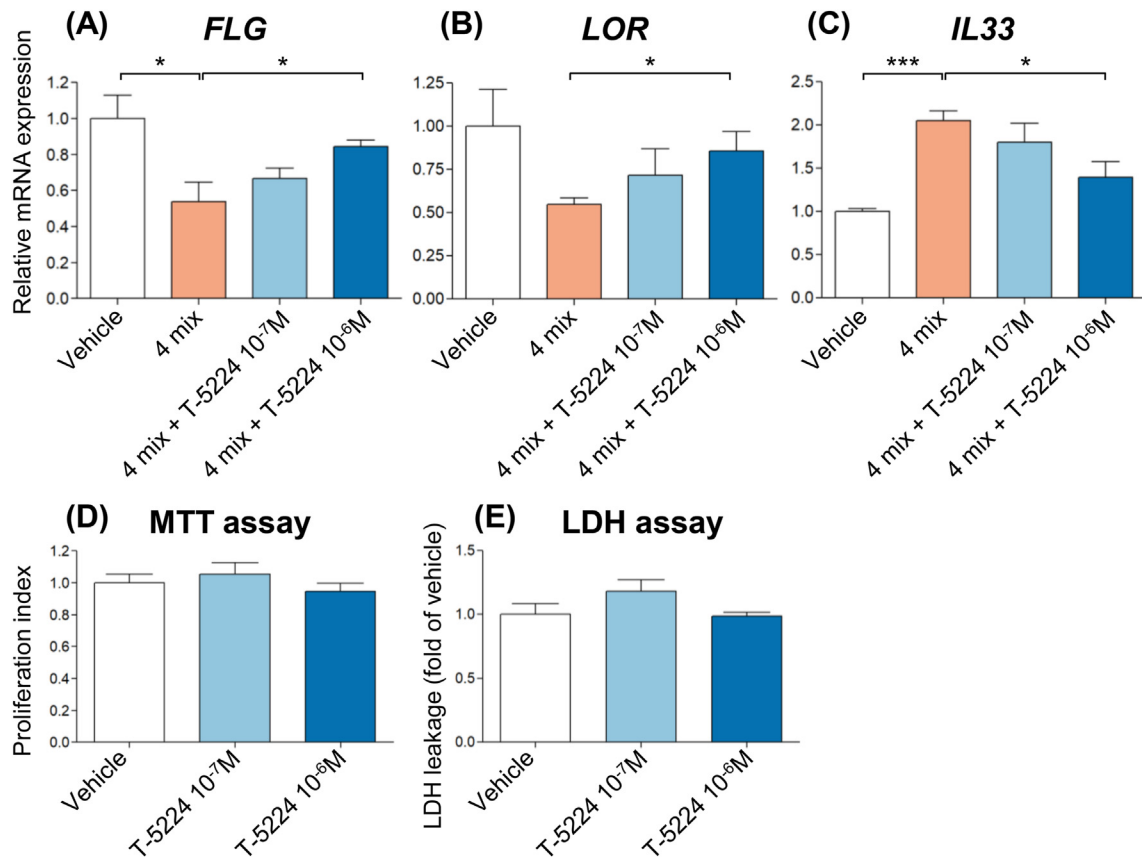 (A) FLG
(B) LOR
(C) IL33
Relative mRNA expression
* *
*
*** *
1.2
1.0
0.8
0.6
0.4
0.2
0.0
Vehicle
4 mix
4 mix + T-5224 10⁻⁷M
4 mix + T-5224 10⁻⁶M
1.25
1.00
0.75
0.50
0.25
0.00
Vehicle
4 mix
4 mix + T-5224 10⁻⁷M
4 mix + T-5224 10⁻⁶M
2.5
2.0
1.5
1.0
0.5
0.0
Vehicle
4 mix
4 mix + T-5224 10⁻⁷M
4 mix + T-5224 10⁻⁶M
(D) MTT assay
Proliferation index
1.2
1.0
0.8
0.6
0.4
0.2
0.0
Vehicle
T-5224 10⁻⁷M
T-5224 10⁻⁶M
(E) LDH assay
LDH leakage (fold of vehicle)
1.5
1.0
0.5
0.0
Vehicle
T-5224 10⁻⁷M
T-5224 10⁻⁶M